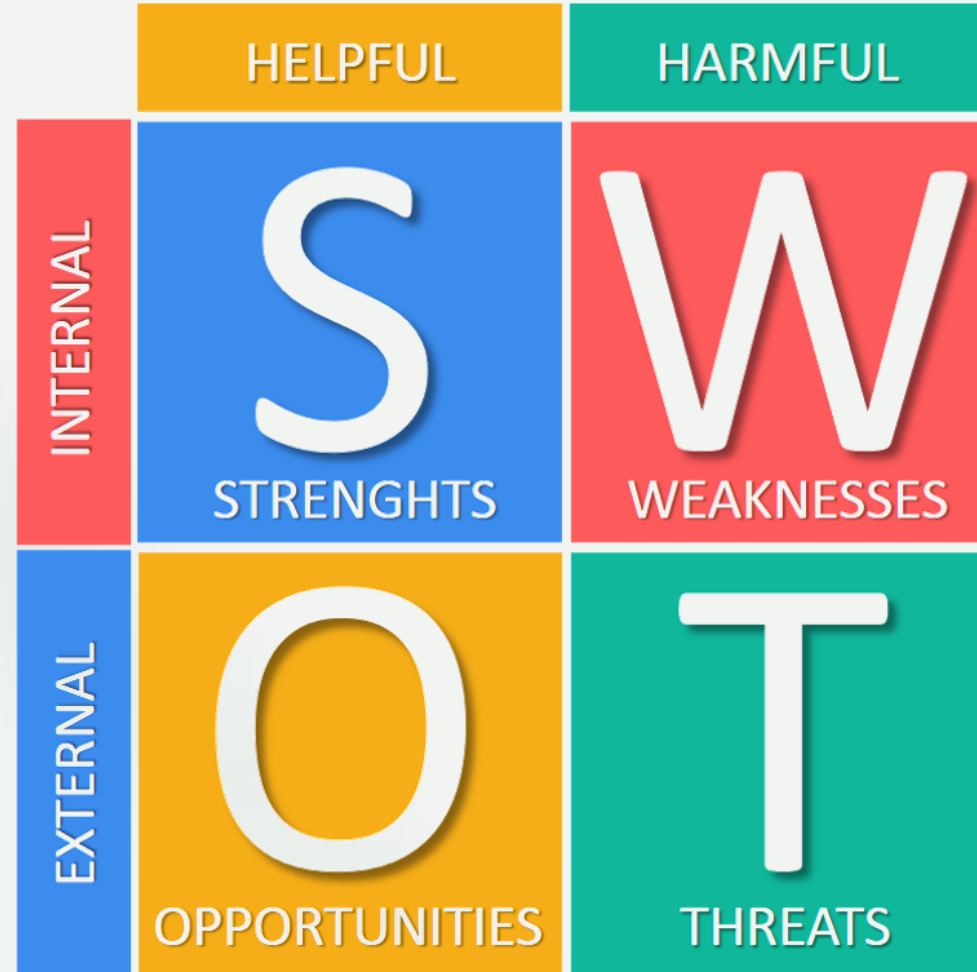 HELPFUL
HARMFUL
INTERNAL
S
STRENGHTS
W
WEAKNESSES
EXTERNAL
O
OPPORTUNITIES
T
THREATS